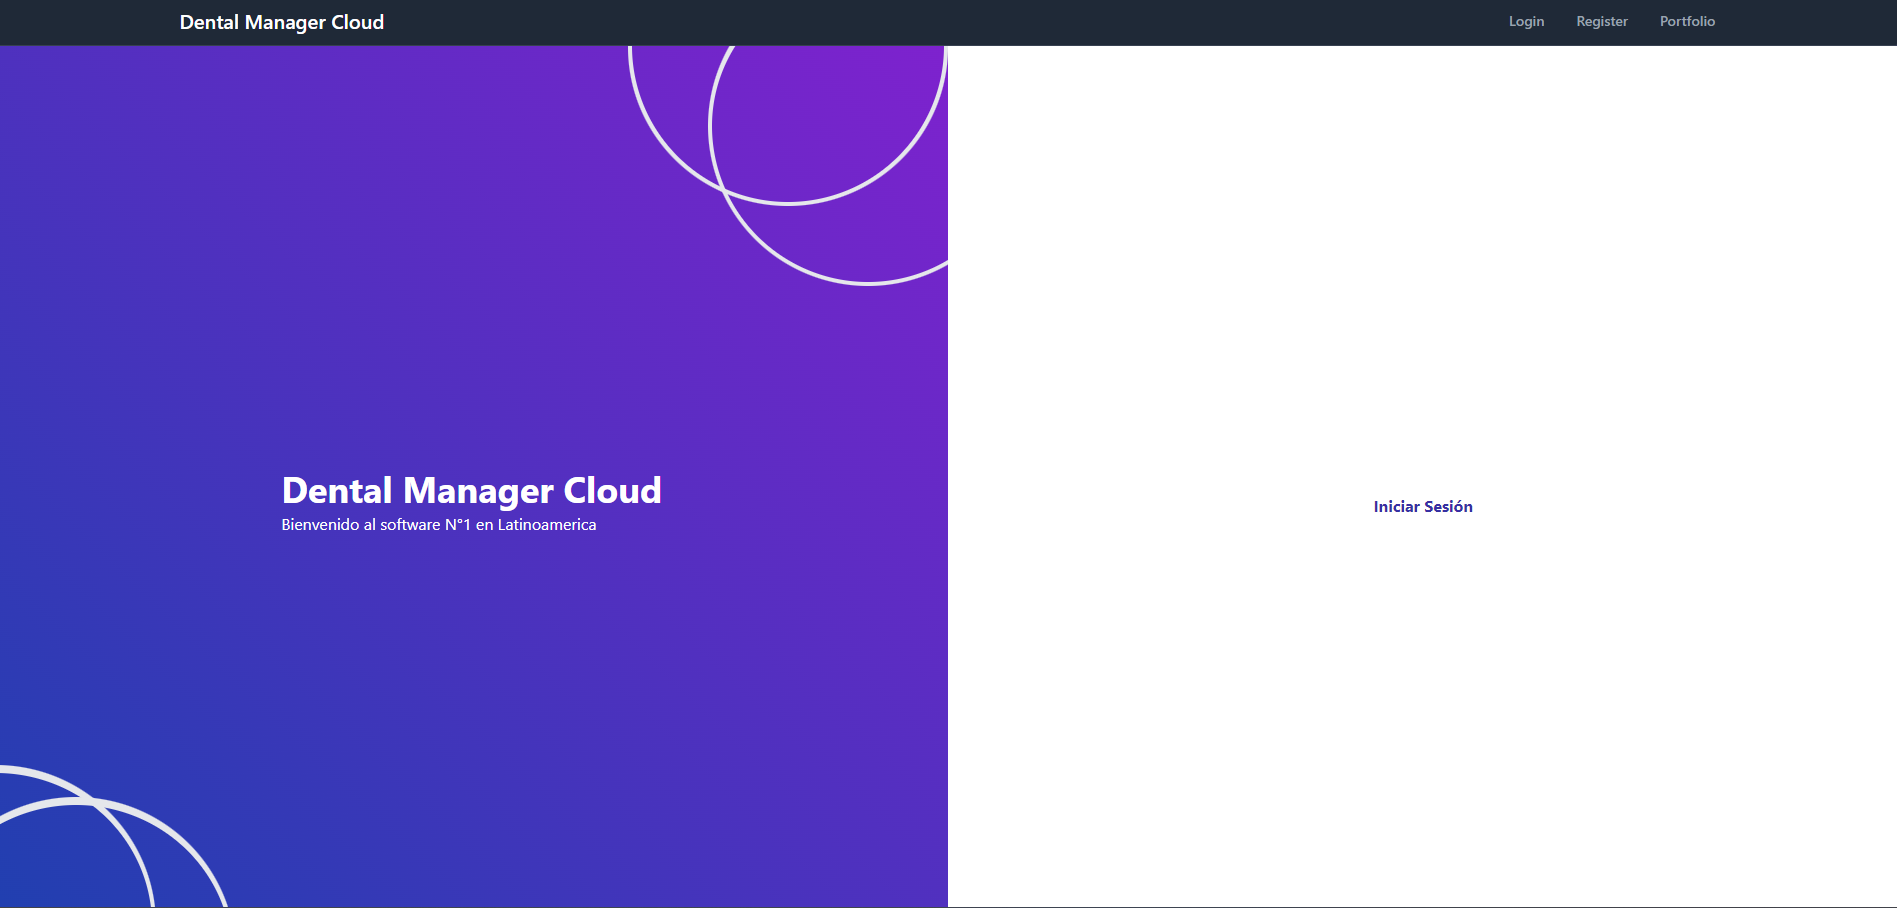 Dental Manager Cloud
Login
Register
Portfolio
Dental Manager Cloud
Bienvenido al software N°1 en Latinoamerica
Iniciar Sesión